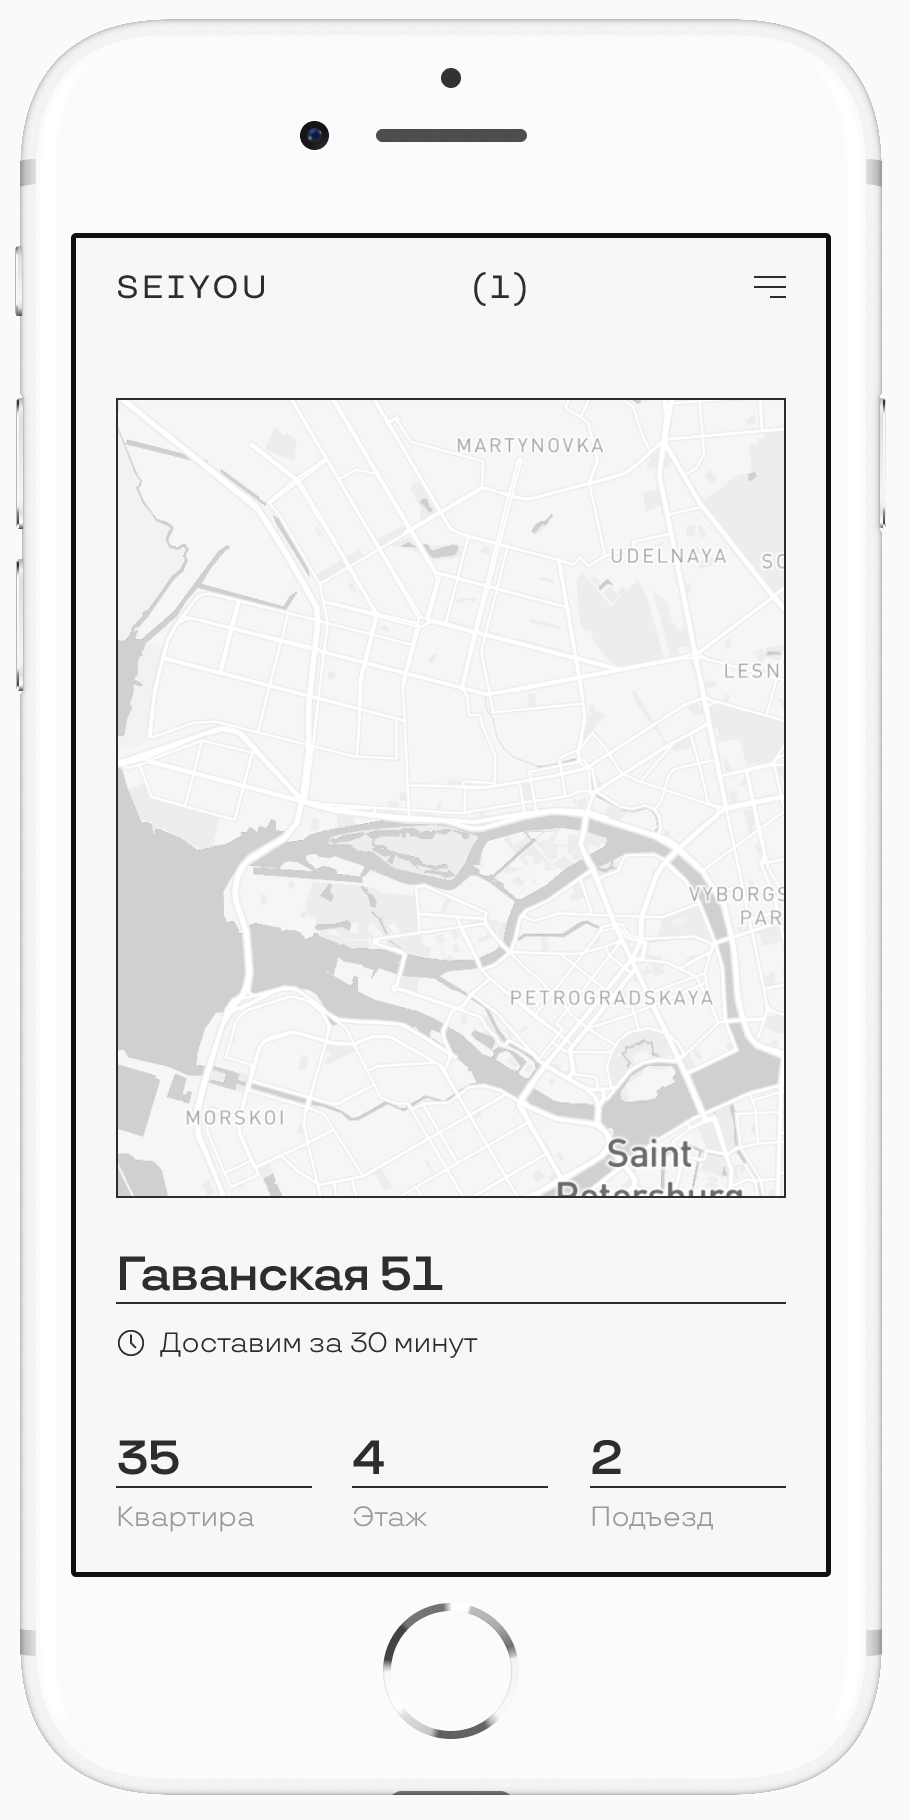 SEIYOU (1)
MARTYNOVKA
UDELNAYA
SO
LESN
VYBORGS
PAR
PETROGRADSKAYA
MORSKOI
Saint
Petersburg
Гаванская 51
Доставим за 30 минут
35 4 2
Квартира Этаж Подъезд